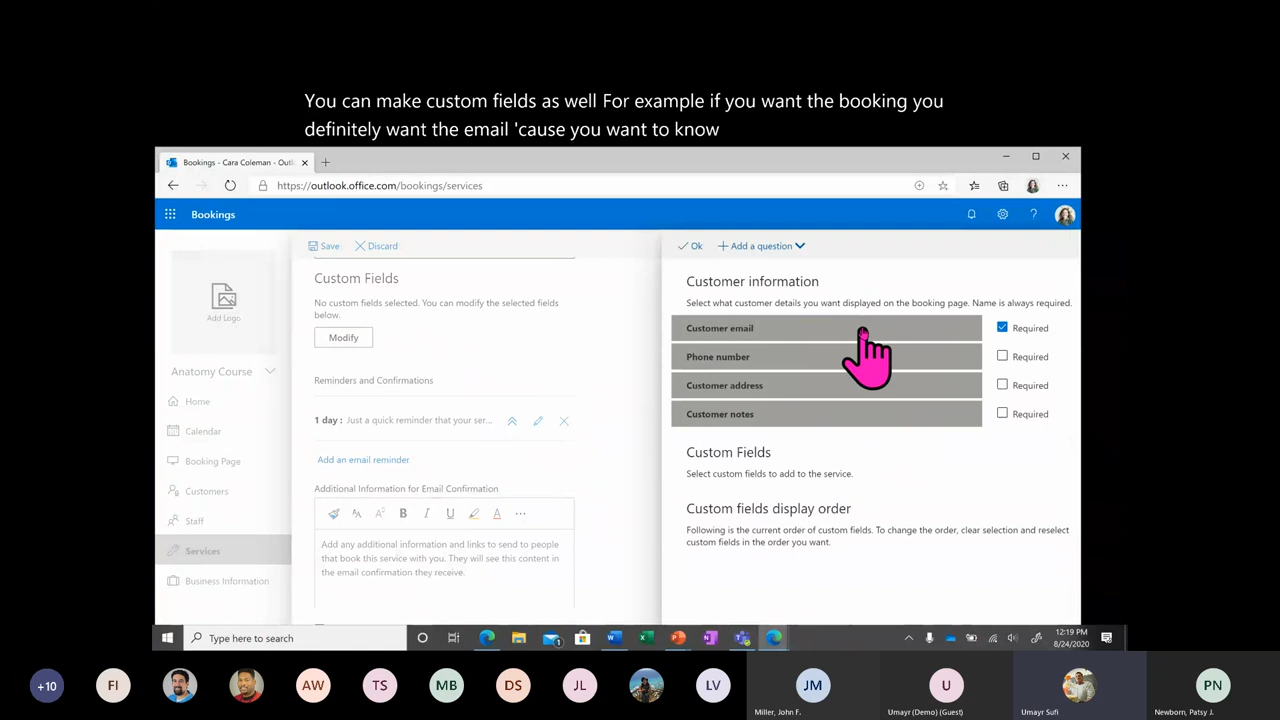 You can make custom fields as well For example if you want the booking you
definitely want the email 'cause you want to know
Bookings - Cara Coleman - Outl
https://outlook.office.com/bookings/services
Bookings
Save
Discard
Ok
Add a question
Add Logo
Anatomy Course
Home
Calendar
Booking Page
Customers
Staff
Services
Business Information
Custom Fields
No custom fields selected. You can modify the selected fields
below.
Modify
Reminders and Confirmations
1 day : Just a quick reminder that your ser...
Add an email reminder
Additional Information for Email Confirmation
B I U A ...
Add any additional information and links to send to people
that book this service with you. They will see this content in
the email confirmation they receive.
Customer information
Select what customer details you want displayed on the booking page. Name is always required.
Customer email Required
Phone number Required
Customer address Required
Customer notes Required
Custom Fields
Select custom fields to add to the service.
Custom fields display order
Following is the current order of custom fields. To change the order, clear selection and reselect
custom fields in the order you want.
Type here to search
12:19 PM
8/24/2020
+10 FI AW TS MB DS JL LV JM U PN
Miller, John F.
Umayr (Demo) (Guest)
Umayr Sufi
Newborn, Patsy J.